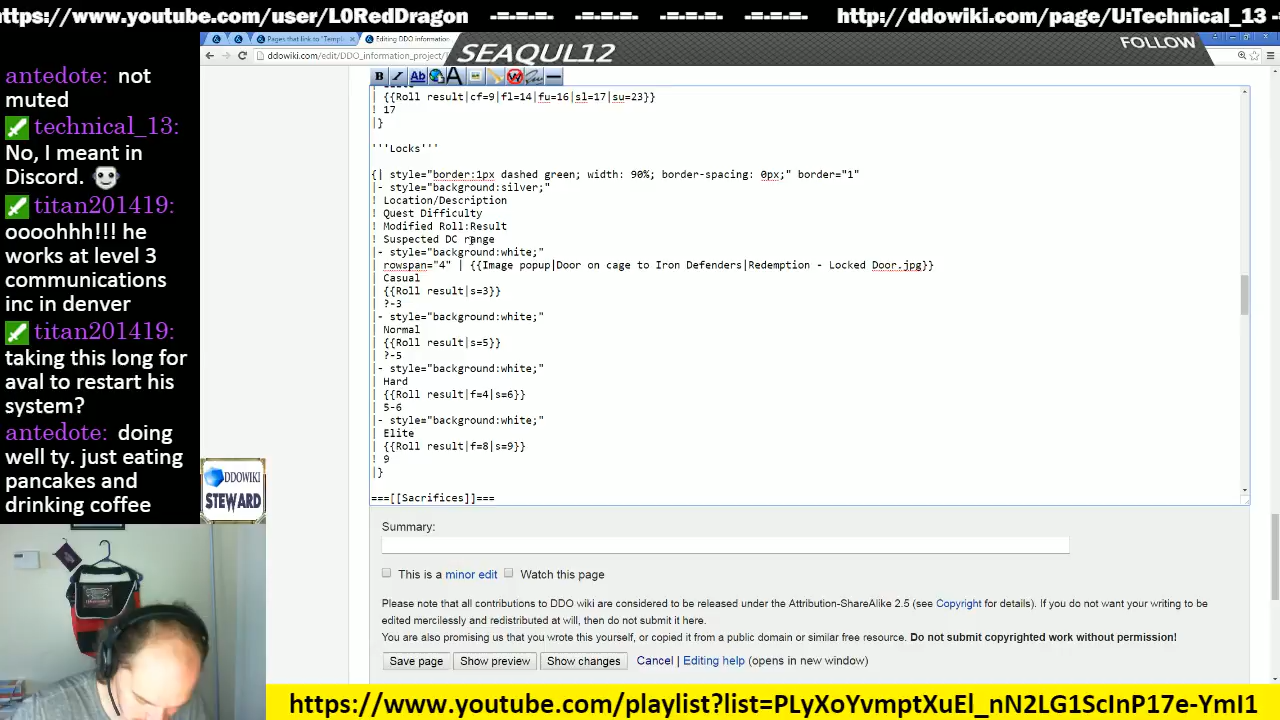 https://www.youtube.com/user/L0RedDragon -=-=-=- -=-=-=- -=-=-=- -=-=-=- http://ddowiki.com/page/U:Technical_13 -=-=-=-
Pages that link to "Templ
Editing DDO information
ddowiki.com/edit/DDO_information_project/
SEAQUL12
FOLLOW
antedote: not
muted
technical_13:
No, I meant in
Discord.
titan201419:
oooohhh!!! he
works at level 3
communications
inc in denver
titan201419:
taking this long for
aval to restart his
system?
antedote: doing
well ty. just eating
pancakes and
drinking coffee
DDOWIKI
STEWARD
| {{Roll result|cf=9|fl=14|fu=16|sl=17|su=23}}
! 17
|}
'''Locks'''
{| style="border:1px dashed green; width: 90%; border-spacing: 0px;" border="1"
|- style="background:silver;"
! Location/Description
! Quest Difficulty
! Modified Roll:Result
! Suspected DC range
|- style="background:white;"
| rowspan="4" | {{Image popup|Door on cage to Iron Defenders|Redemption - Locked Door.jpg}}
| Casual
| {{Roll result|s=3}}
| ?-3
|- style="background:white;"
| Normal
| {{Roll result|s=5}}
| ?-5
|- style="background:white;"
| Hard
| {{Roll result|f=4|s=6}}
| 5-6
|- style="background:white;"
| Elite
| {{Roll result|f=8|s=9}}
! 9
|}
===[[Sacrifices]]===
Summary:
This is a minor edit Watch this page
Please note that all contributions to DDO wiki are considered to be released under the Attribution-ShareAlike 2.5 (see Copyright for details). If you do not want your writing to be
edited mercilessly and redistributed at will, then do not submit it here.
You are also promising us that you wrote this yourself, or copied it from a public domain or similar free resource. Do not submit copyrighted work without permission!
Save page Show preview Show changes Cancel | Editing help (opens in new window)
https://www.youtube.com/playlist?list=PLyXoYvmptXuEl_nN2LG1ScInP17e-YmI1